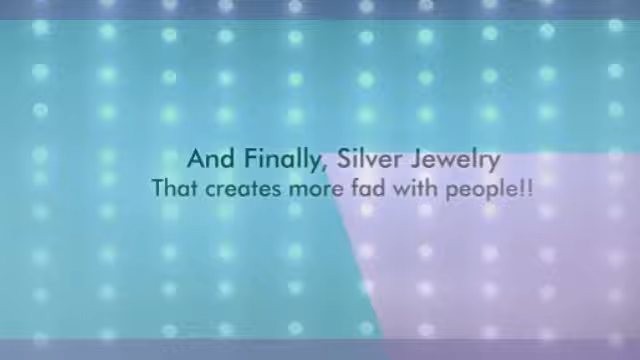 And Finally, Silver Jewelry
That creates more fad with people!!